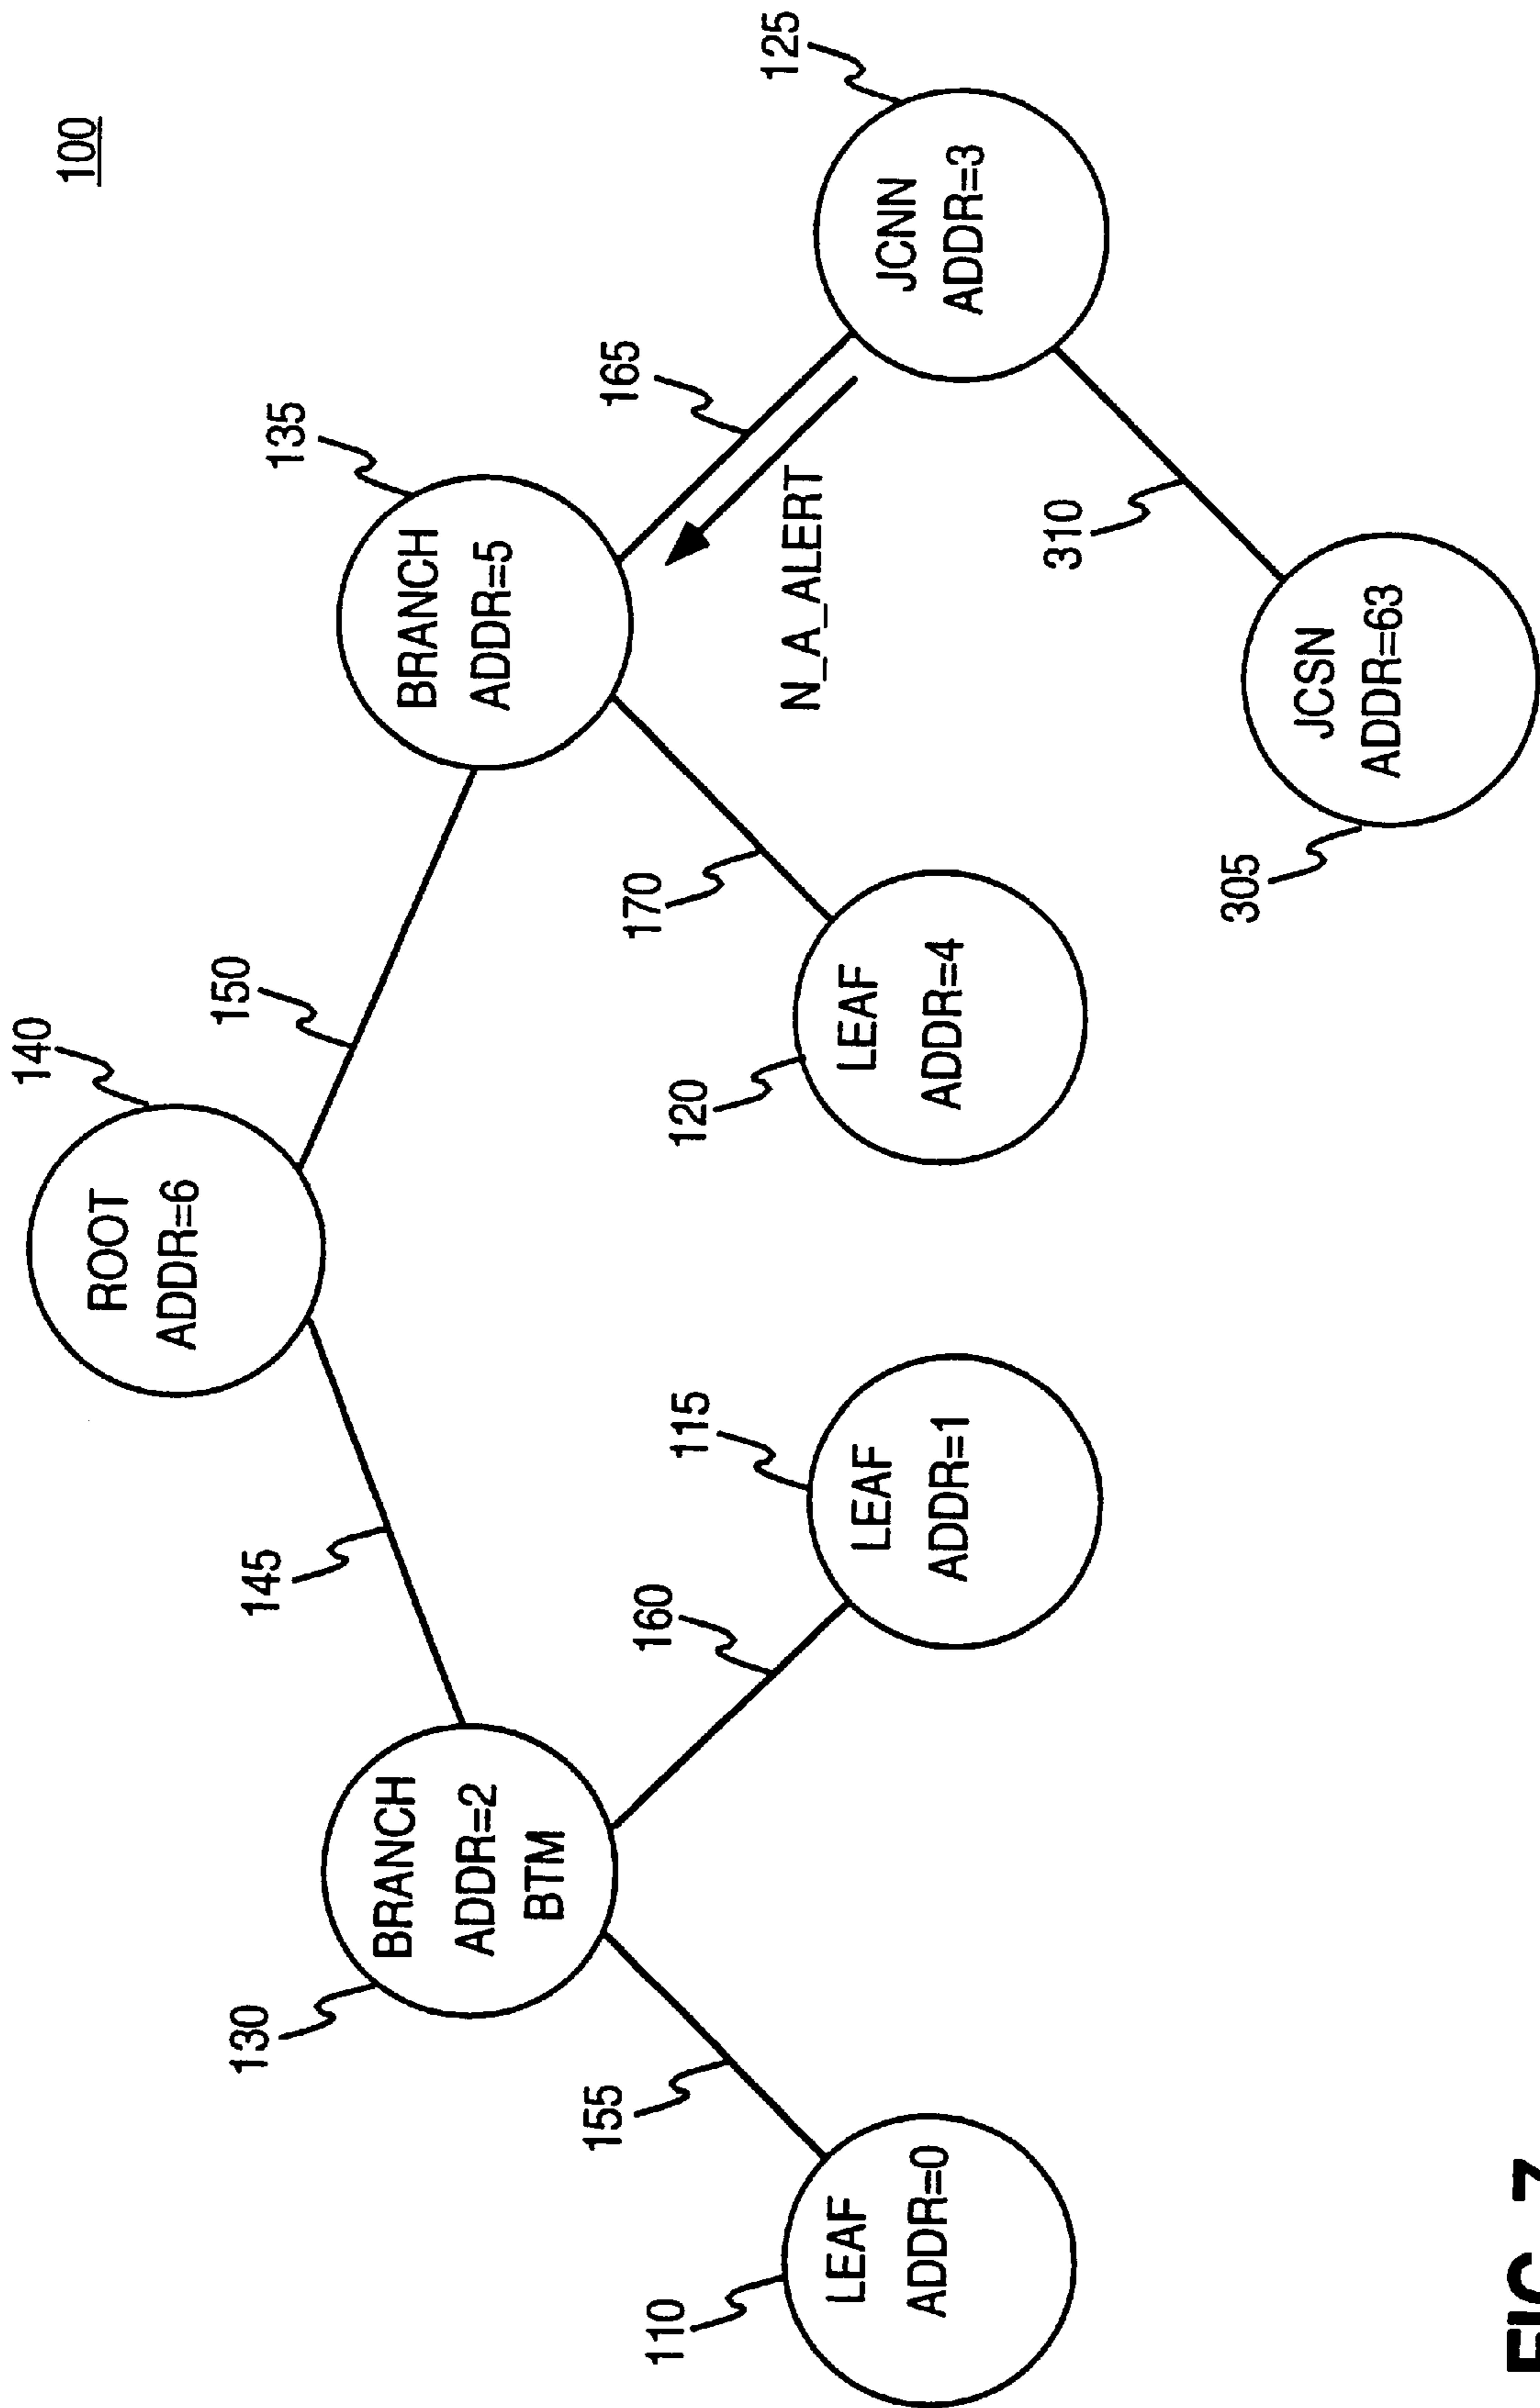 100
140
ROOT
ADDR=6
145
150
130
BRANCH
ADDR=2
BTM
135
BRANCH
ADDR=5
155
160
170
165
N_A_ALERT
110
LEAF
ADDR=0
115
LEAF
ADDR=1
120
LEAF
ADDR=4
125
JCNN
ADDR=3
310
305
JCSN
ADDR=63
FIG. 7